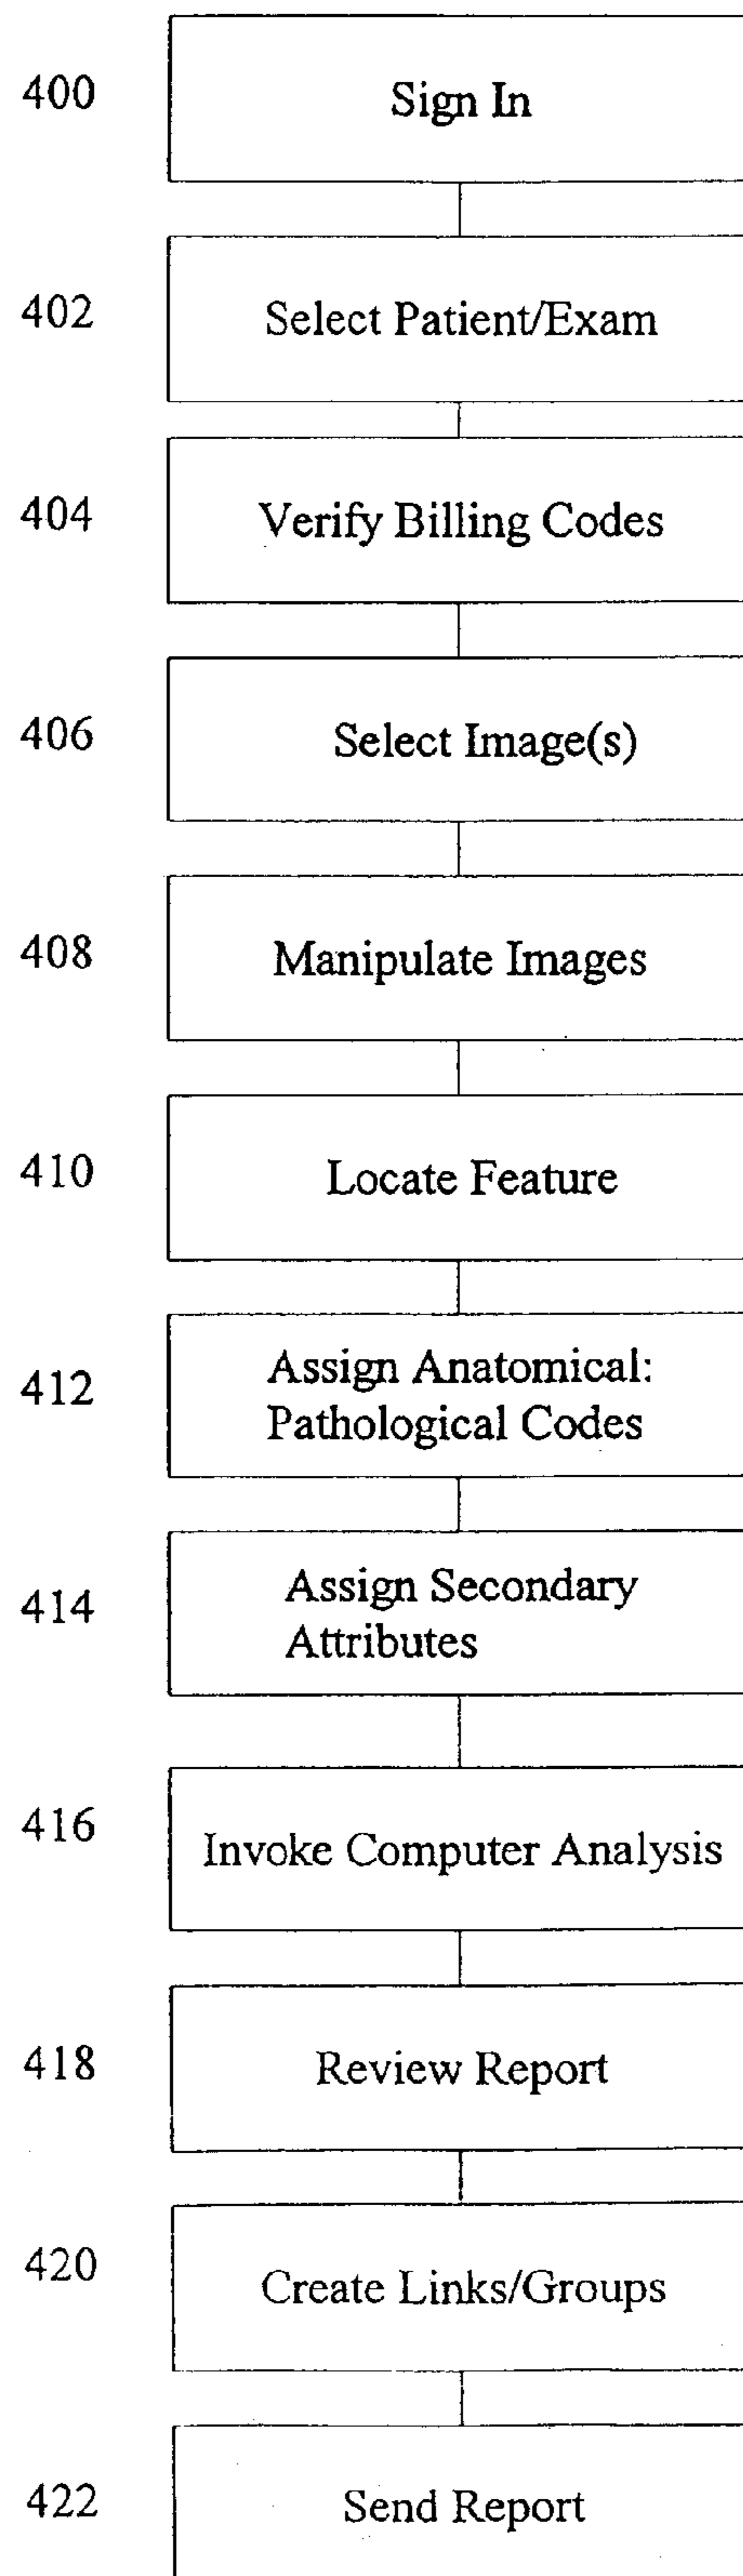 400 Sign In
402 Select Patient/Exam
404 Verify Billing Codes
406 Select Image(s)
408 Manipulate Images
410 Locate Feature
412 Assign Anatomical:
Pathological Codes
414 Assign Secondary
Attributes
416 Invoke Computer Analysis
418 Review Report
420 Create Links/Groups
422 Send Report